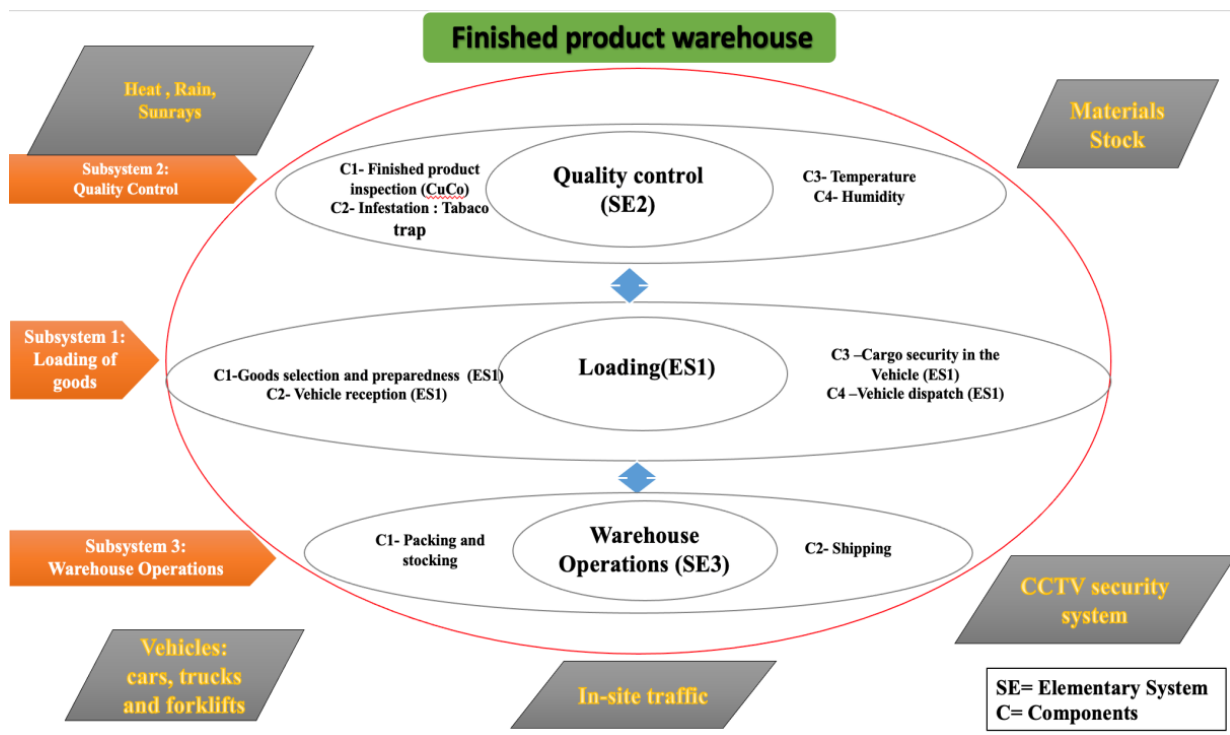 Finished product warehouse
Heat , Rain,
Sunrays
Materials
Stock
Subsystem 2:
Quality Control
C1- Finished product
inspection (CuCo)
C2- Infestation : Tabaco
trap
Quality control
(SE2)
C3- Temperature
C4- Humidity
Subsystem 1:
Loading of
goods
C1-Goods selection and preparedness (ES1)
C2- Vehicle reception (ES1)
Loading(ES1)
C3 –Cargo security in the
Vehicle (ES1)
C4 –Vehicle dispatch (ES1)
Subsystem 3:
Warehouse Operations
C1- Packing and
stocking
Warehouse
Operations (SE3)
C2- Shipping
CCTV security
system
Vehicles:
cars, trucks
and forklifts
In-site traffic
SE= Elementary System
C= Components